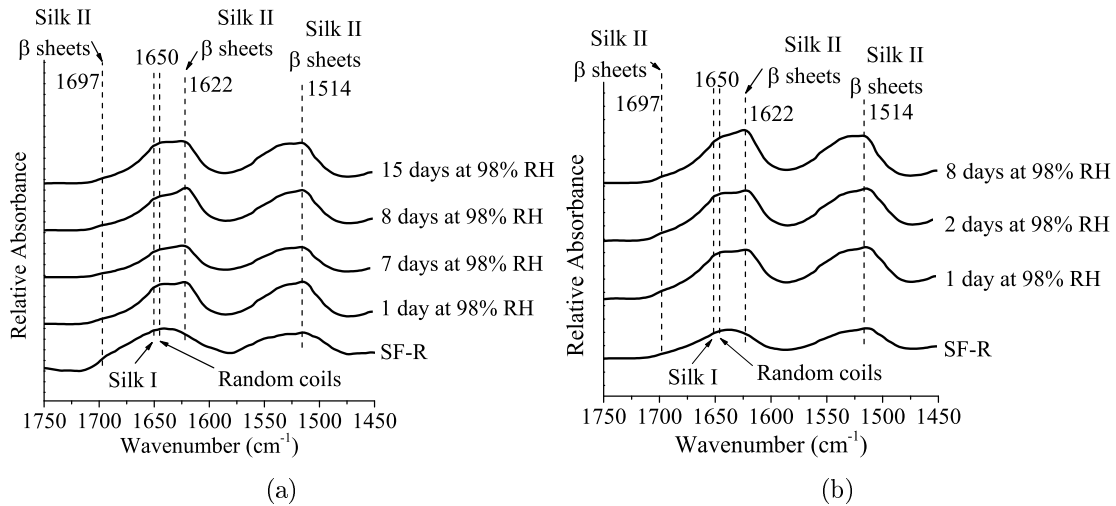 Silk II
β sheets
1697
1650
Silk II
β sheets
1622
Silk II
β sheets
1514
15 days at 98% RH
8 days at 98% RH
7 days at 98% RH
1 day at 98% RH
SF-R
Silk I
Random coils
Relative Absorbance
1750 1700 1650 1600 1550 1500 1450
Wavenumber (cm-1)
(a)
Silk II
β sheets
1697
1650
Silk II
β sheets
1622
Silk II
β sheets
1514
8 days at 98% RH
2 days at 98% RH
1 day at 98% RH
SF-R
Silk I
Random coils
Relative Absorbance
1750 1700 1650 1600 1550 1500 1450
Wavenumber (cm-1)
(b)